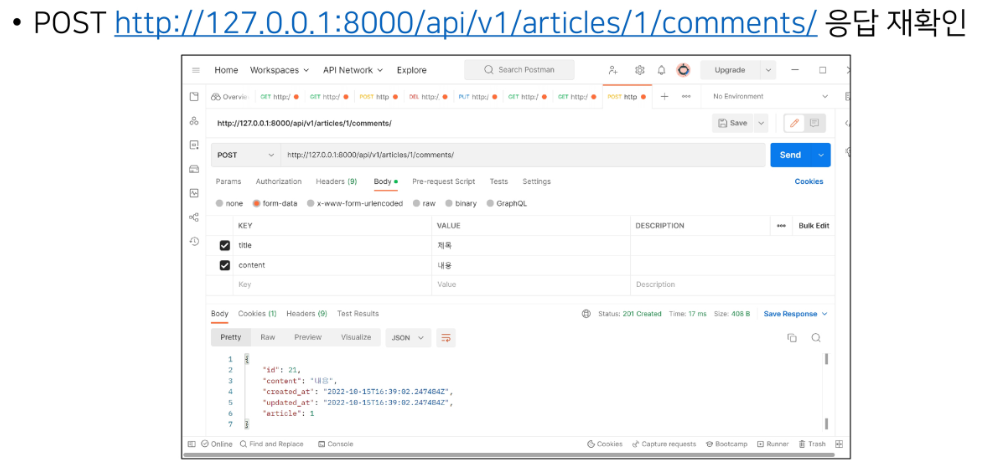 • POST http://127.0.0.1:8000/api/v1/articles/1/comments/ 응답 재확인
Home Workspaces API Network Explore Search Postman Upgrade
Overvie GET http:/ GET http:/ POST http DEL http:/ PUT http:/ GET http:/ GET http:/ POST http No Environment
http://127.0.0.1:8000/api/v1/articles/1/comments/ Save
POST http://127.0.0.1:8000/api/v1/articles/1/comments/ Send
Params Authorization Headers (9) Body Pre-request Script Tests Settings Cookies
none form-data x-www-form-urlencoded raw binary GraphQL
KEY VALUE DESCRIPTION Bulk Edit
title 제목
content 내용
Key Value Description
Body Cookies (1) Headers (9) Test Results Status: 201 Created Time: 17 ms Size: 408 B Save Response
Pretty Raw Preview Visualize JSON
1 {
2 "id": 21,
3 "content": "내용",
4 "created_at": "2022-10-15T16:39:02.247484Z",
5 "updated_at": "2022-10-15T16:39:02.247484Z",
6 "article": 1
7 }
Online Find and Replace Console Cookies Capture requests Bootcamp Runner Trash